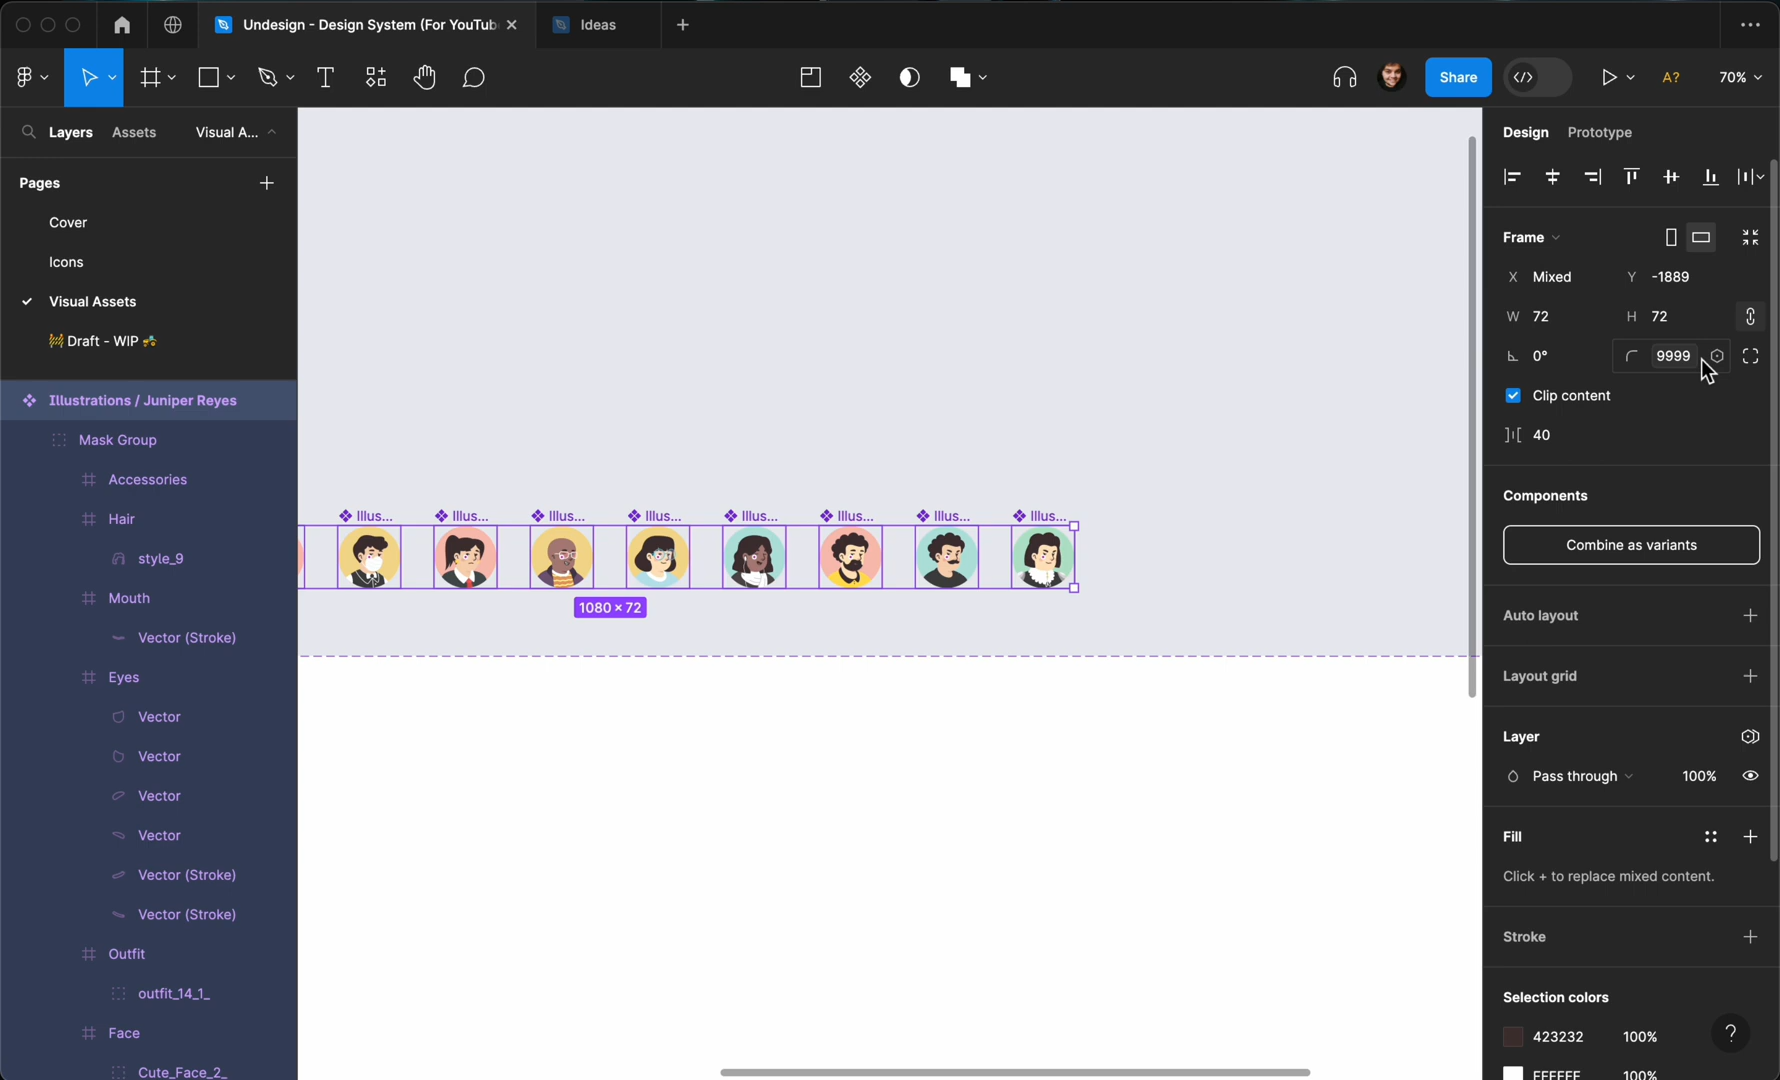 Undesign - Design System (For YouTub
Ideas
Share
A?
70%
Layers
Assets
Visual A...
Pages
Cover
Icons
Visual Assets
🚧 Draft - WIP 🚜
Illustrations / Juniper Reyes
Mask Group
Accessories
Hair
style_9
Mouth
Vector (Stroke)
Eyes
Vector
Vector
Vector
Vector
Vector (Stroke)
Vector (Stroke)
Outfit
outfit_14_1_
Face
Cute_Face_2_
Illus...
Illus...
Illus...
Illus...
Illus...
Illus...
Illus...
Illus...
1080 × 72
Design
Prototype
Frame
X Mixed
Y -1889
W 72
H 72
0°
9999
Clip content
40
Components
Combine as variants
Auto layout
Layout grid
Layer
Pass through
100%
Fill
Click + to replace mixed content.
Stroke
Selection colors
423232
100%
?
FFFFFF
100%